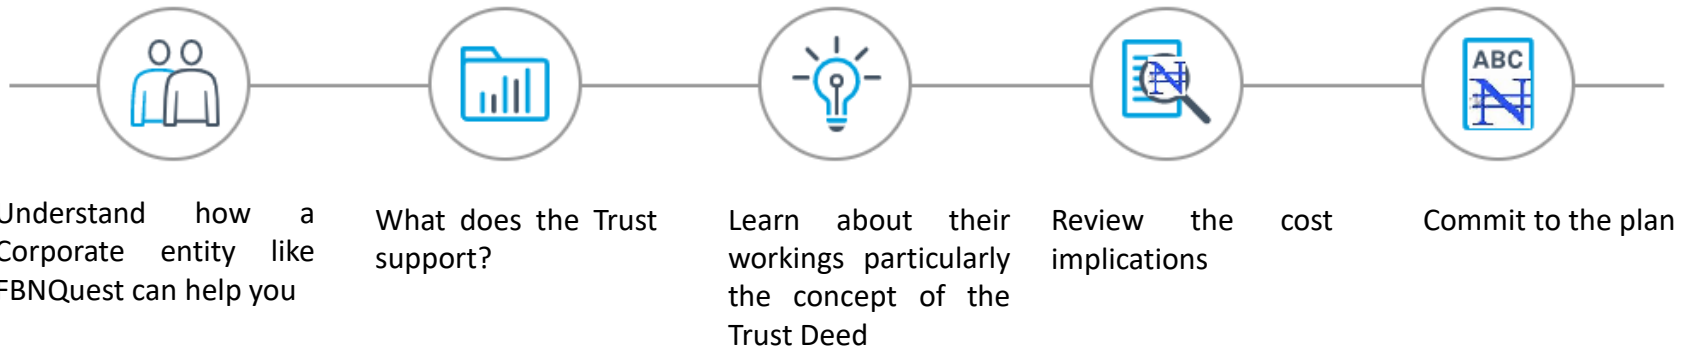 ABC
₦
₦
Understand how a
Corporate entity like
FBNQuest can help you
What does the Trust
support?
Learn about their
workings particularly
the concept of the
Trust Deed
Review the cost
implications
Commit to the plan